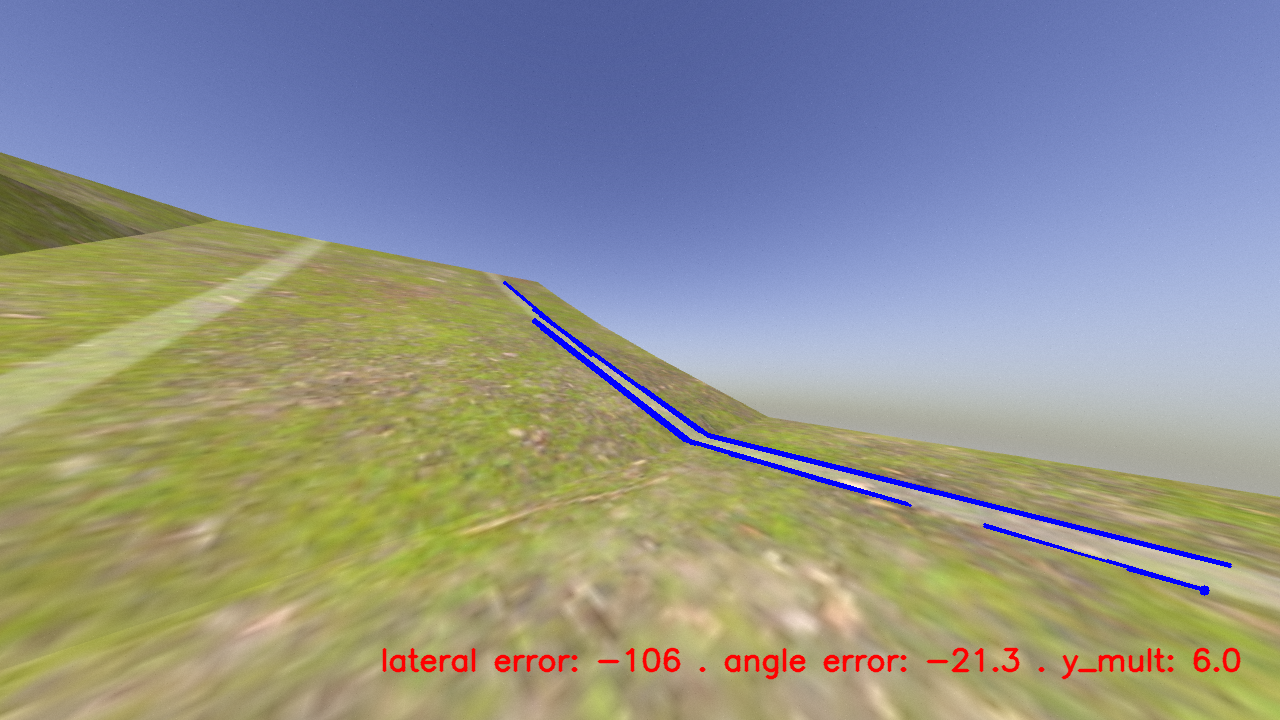 lateral error: −106 . angle error: −21.3 . y_mult: 6.0